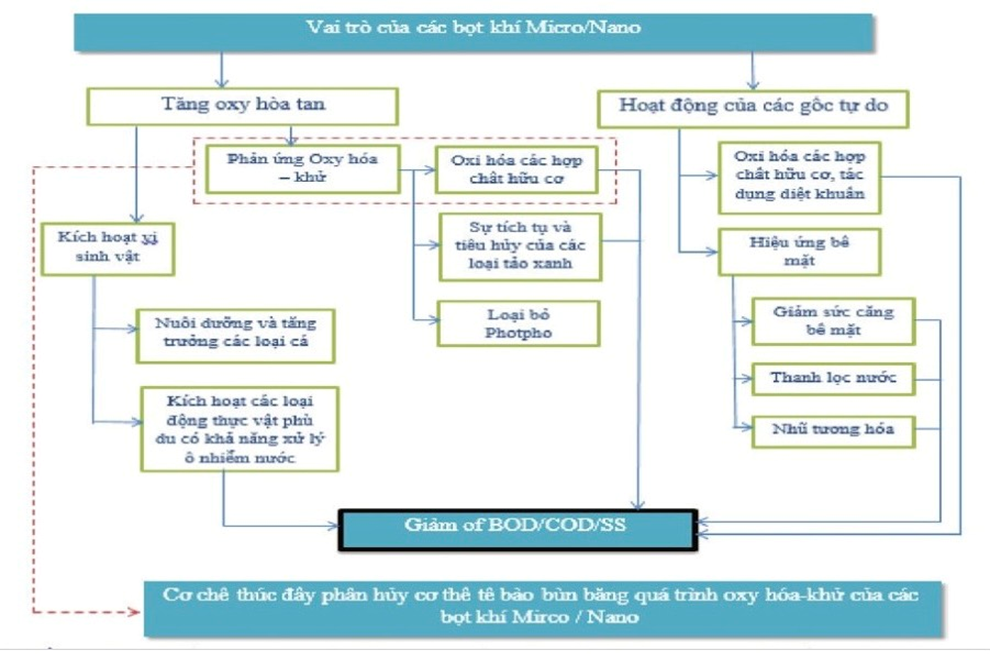 Vai trò của các bọt khí Micro/Nano
Tăng oxy hòa tan
Hoạt động của các gốc tự do
Phản ứng Oxy hóa
– khử
Oxi hóa các hợp
chất hữu cơ
Oxi hóa các hợp
chất hữu cơ, tác
dụng diệt khuẩn
Kích hoạt vi
sinh vật
Sự tích tụ và
tiêu hủy của các
loại tảo xanh
Hiệu ứng bề
mặt
Nuôi dưỡng và tăng
trưởng các loại cá
Loại bỏ
Photpho
Giảm sức căng
bề mặt
Thanh lọc nước
Kích hoạt các loại
động thực vật phù
du có khả năng xử lý
ô nhiễm nước
Nhũ tương hóa
Giảm of BOD/COD/SS
Cơ chế thúc đẩy phân hủy cơ thể tế bào bùn bằng quá trình oxy hóa-khử của các
bọt khí Mirco / Nano